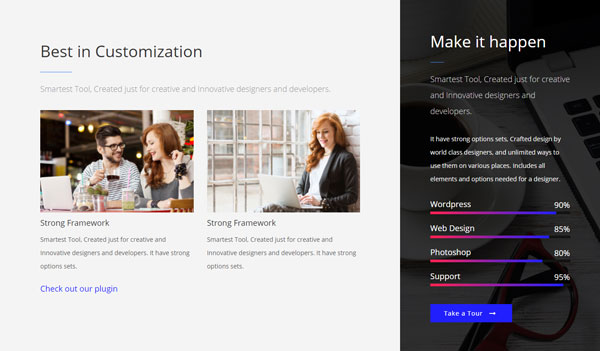 Best in Customization
Smartest Tool, Created just for creative and Innovative designers and developers.
Strong Framework
Smartest Tool, Created just for creative and
Innovative designers and developers. It have strong
options sets.
Check out our plugin
Strong Framework
Smartest Tool, Created just for creative and
Innovative designers and developers. It have strong
options sets.
Make it happen
Smartest Tool, Created just for creative
and Innovative designers and
developers.
It have strong options sets, Crafted design by
world class designers, and unlimited ways to
use them on various places. Includes all
elements and options needed for a designer.
Wordpress 90%
Web Design 85%
Photoshop 80%
Support 95%
Take a Tour →